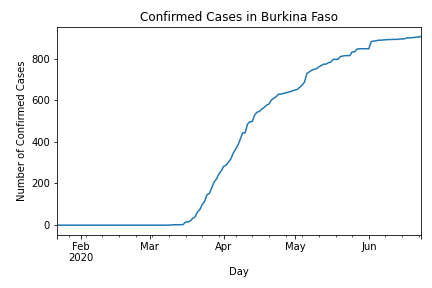 Confirmed Cases in Burkina Faso
Number of Confirmed Cases
800
600
400
200
0
Feb
2020
Mar
Apr
May
Jun
Day